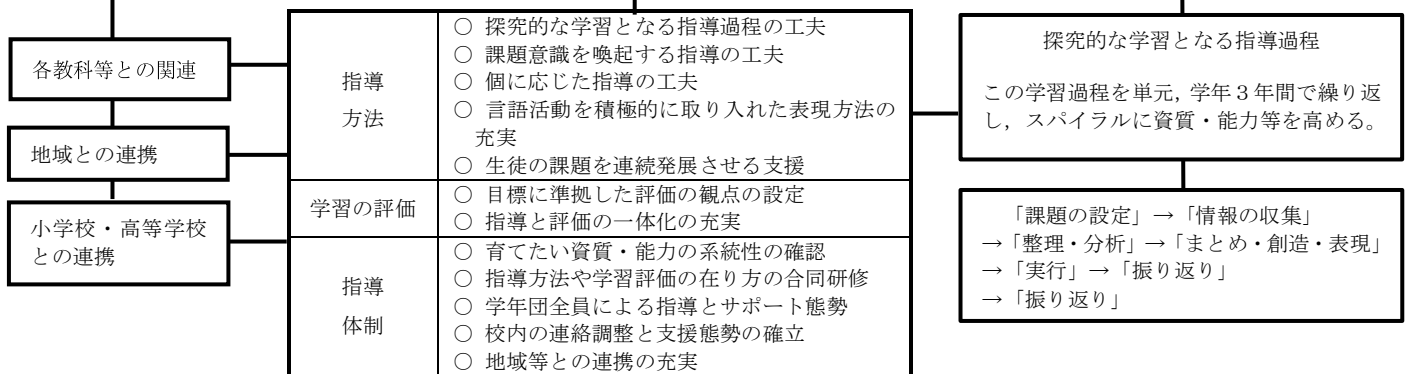 各教科等との関連
地域との連携
小学校・高等学校
との連携
指導
方法
○ 探究的な学習となる指導過程の工夫
○ 課題意識を喚起する指導の工夫
○ 個に応じた指導の工夫
○ 言語活動を積極的に取り入れた表現方法の
充実
○ 生徒の課題を連続発展させる支援
学習の評価
○ 目標に準拠した評価の観点の設定
○ 指導と評価の一体化の充実
指導
体制
○ 育てたい資質・能力の系統性の確認
○ 指導方法や学習評価の在り方の合同研修
○ 学年団全員による指導とサポート態勢
○ 校内の連絡調整と支援態勢の確立
○ 地域等との連携の充実
探究的な学習となる指導過程
この学習過程を単元，学年３年間で繰り返
し，スパイラルに資質・能力等を高める。
「課題の設定」→「情報の収集」
→「整理・分析」→「まとめ・創造・表現」
→「実行」→「振り返り」
→「振り返り」